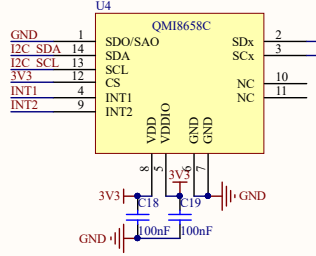 U4
QMI8658C
GND 1 SDO/SAO SDx 2
I2C_SDA 14 SDA SCx 3
I2C_SCL 13 SCL
3V3 12 CS NC 10
INT1 4 INT1 NC 11
INT2 9 INT2
VDD VDDIO GND GND
8 5 6 7
3V3
3V3 C18 C19 GND
GND 100nF 100nF